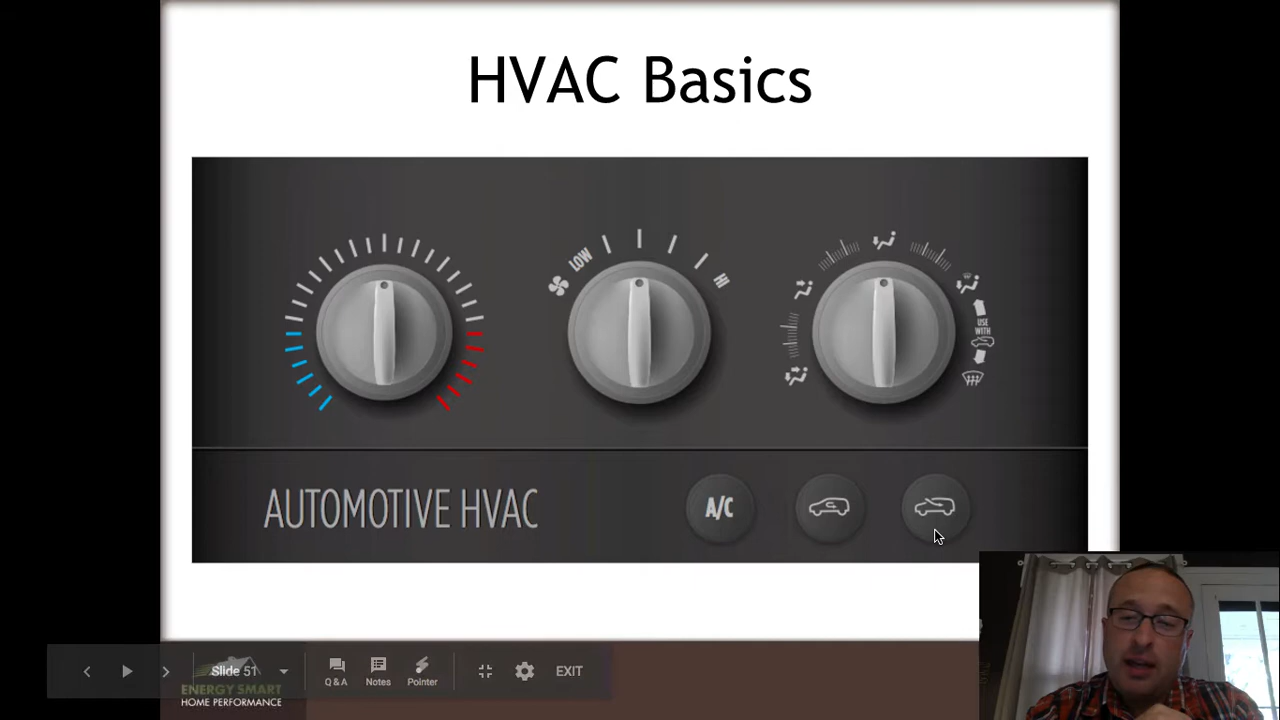 HVAC Basics
LOW
HI
USE
WITH
AUTOMOTIVE HVAC
A/C
Slide 51
Q & A
Notes
Pointer
EXIT
ENERGY SMART
HOME PERFORMANCE